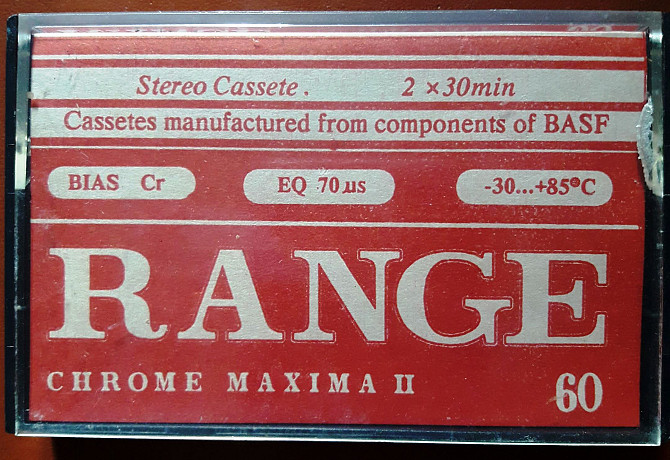 Stereo Cassete. 2 ×30min
Cassetes manufactured from components of BASF
BIAS Cr EQ 70 µs -30...+85°C
RANGE
CHROME MAXIMA II 60